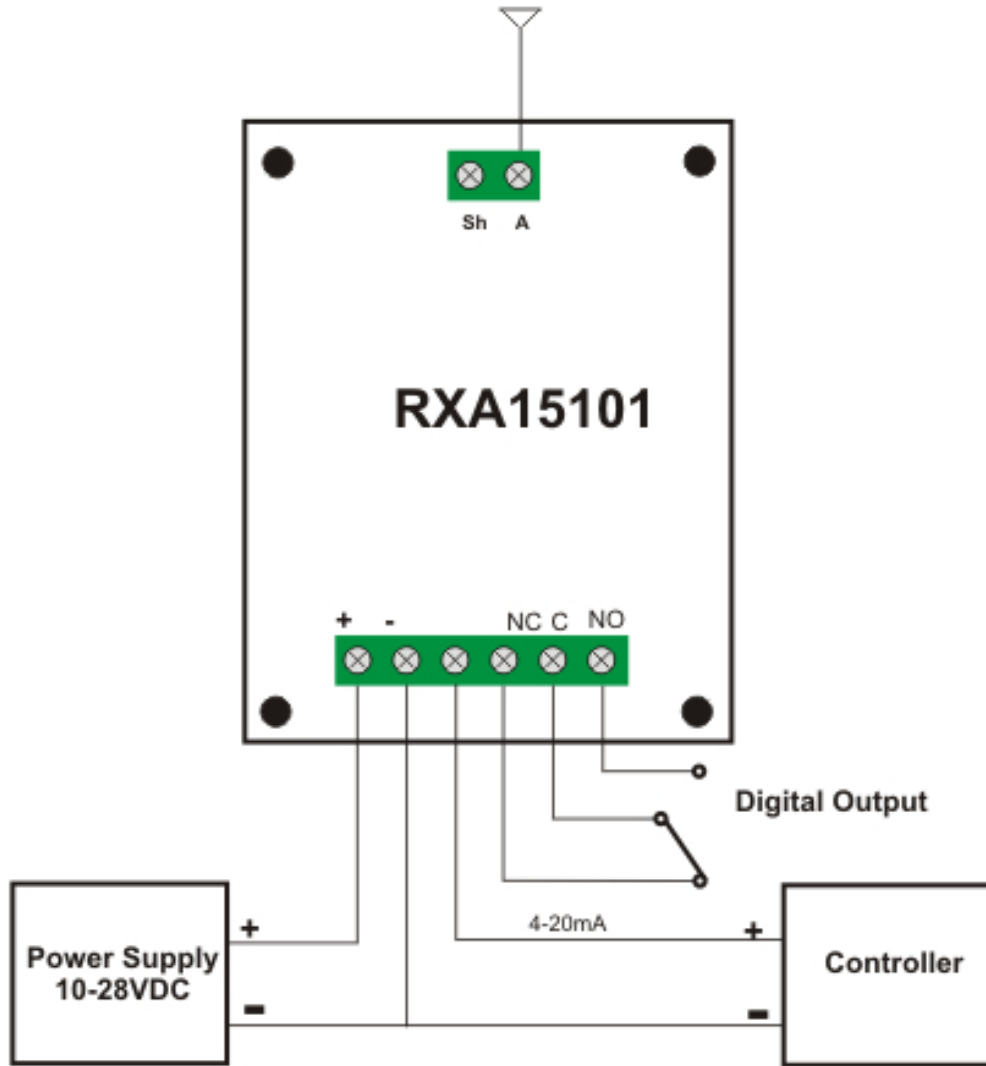 Sh A
RXA15101
+ - NC C NO
Digital Output
4-20mA
+ +
Power Supply
10-28VDC
Controller
- -